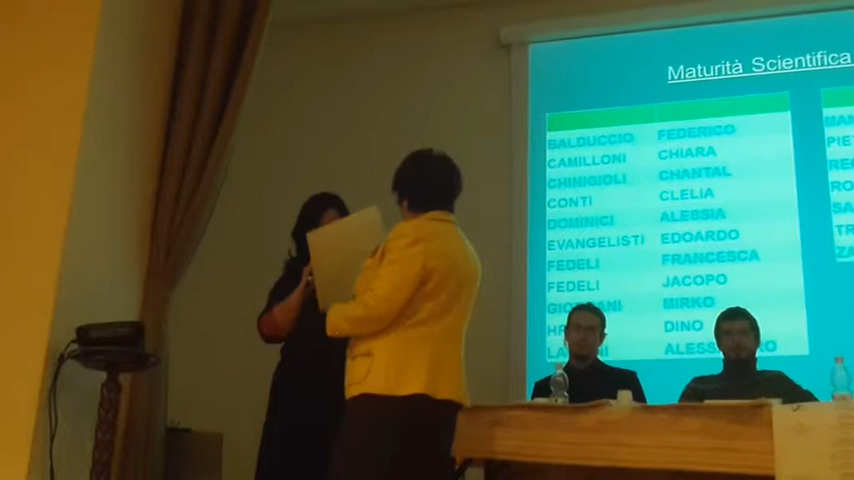 Maturità Scientifica
BALDUCCIO FEDERICO
CAMILLONI CHIARA
CHINIGIOLI CHANTAL
CONTI CLELIA
DOMINICI ALESSIA
EVANGELISTI EDOARDO
FEDELI FRANCESCA
FEDELI JACOPO
MIRKO
DINO